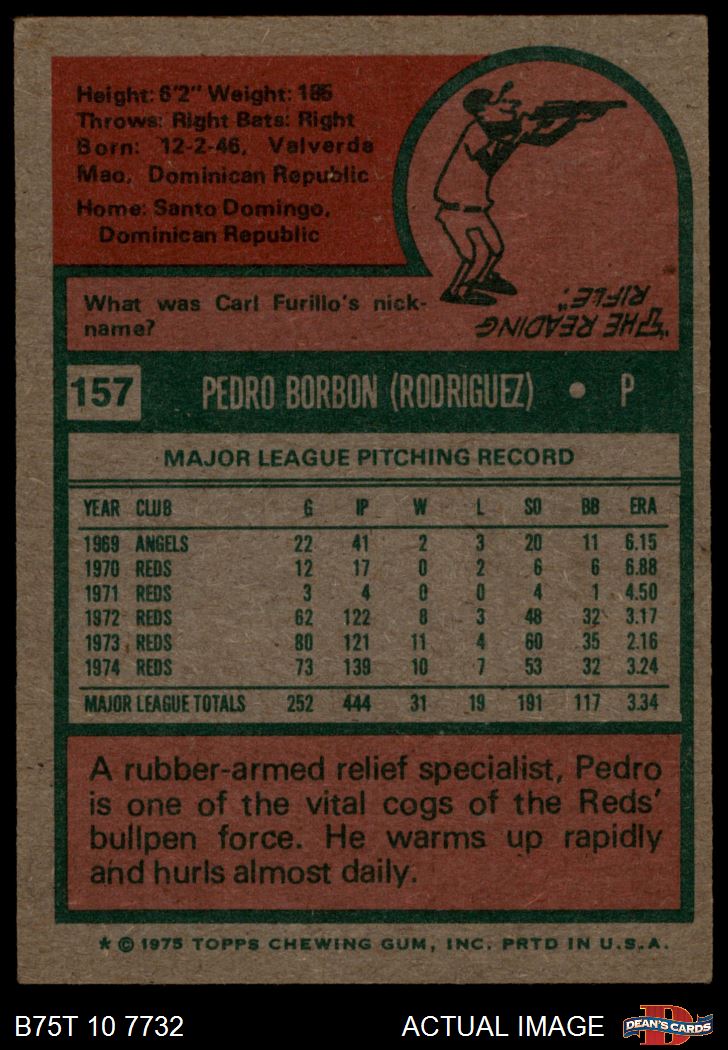 Height: 6'2" Weight: 185
Throws: Right Bats: Right
Born: 12-2-46, Valverda
Mao, Dominican Republic
Home: Santo Domingo,
Dominican Republic
What was Carl Furillo's nick-
name?
"THE READING
RIFLE".
157 PEDRO BORBON (RODRIGUEZ) • P
MAJOR LEAGUE PITCHING RECORD
YEAR CLUB G IP W L SO BB ERA
1969 ANGELS 22 41 2 3 20 11 6.15
1970 REDS 12 17 0 2 6 6 6.88
1971 REDS 3 4 0 0 4 1 4.50
1972 REDS 62 122 8 3 48 32 3.17
1973 REDS 80 121 11 4 60 35 2.16
1974 REDS 73 139 10 7 53 32 3.24
MAJOR LEAGUE TOTALS 252 444 31 19 191 117 3.34
A rubber-armed relief specialist, Pedro
is one of the vital cogs of the Reds'
bullpen force. He warms up rapidly
and hurls almost daily.
* © 1975 TOPPS CHEWING GUM, INC. PRTD IN U.S.A.
B75T 10 7732 ACTUAL IMAGE D DEAN'S CARDS